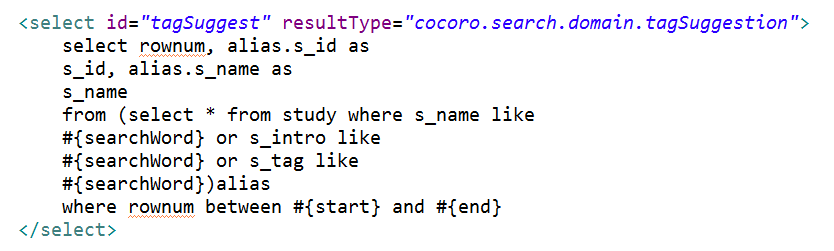 <select id="tagSuggest" resultType="cocoro.search.domain.tagSuggestion">
select rownum, alias.s_id as
s_id, alias.s_name as
s_name
from (select * from study where s_name like
#{searchWord} or s_intro like
#{searchWord} or s_tag like
#{searchWord})alias
where rownum between #{start} and #{end}
</select>